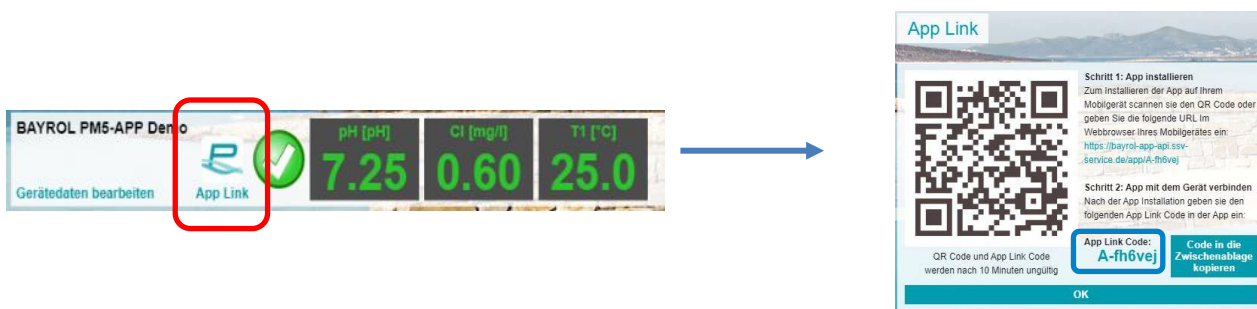 BAYROL PM5-APP Demo
Gerätedaten bearbeiten
App Link
pH [pH]
7.25
Cl [mg/l]
0.60
T1 [°C]
25.0
App Link
Schritt 1: App installieren
Zum Installieren der App auf Ihrem
Mobilgerät scannen sie den QR Code oder
geben Sie die folgende URL Im
Webbrowser Ihres Mobilgerätes ein:
https://bayrol-app-api.ssv-
service.de/app/A-fh6vej
Schritt 2: App mit dem Gerät verbinden
Nach der App Installation geben sie den
folgenden App Link Code in der App ein:
QR Code und App Link Code
werden nach 10 Minuten ungültig
App Link Code:
A-fh6vej
Code in die
Zwischenablage
kopieren
OK